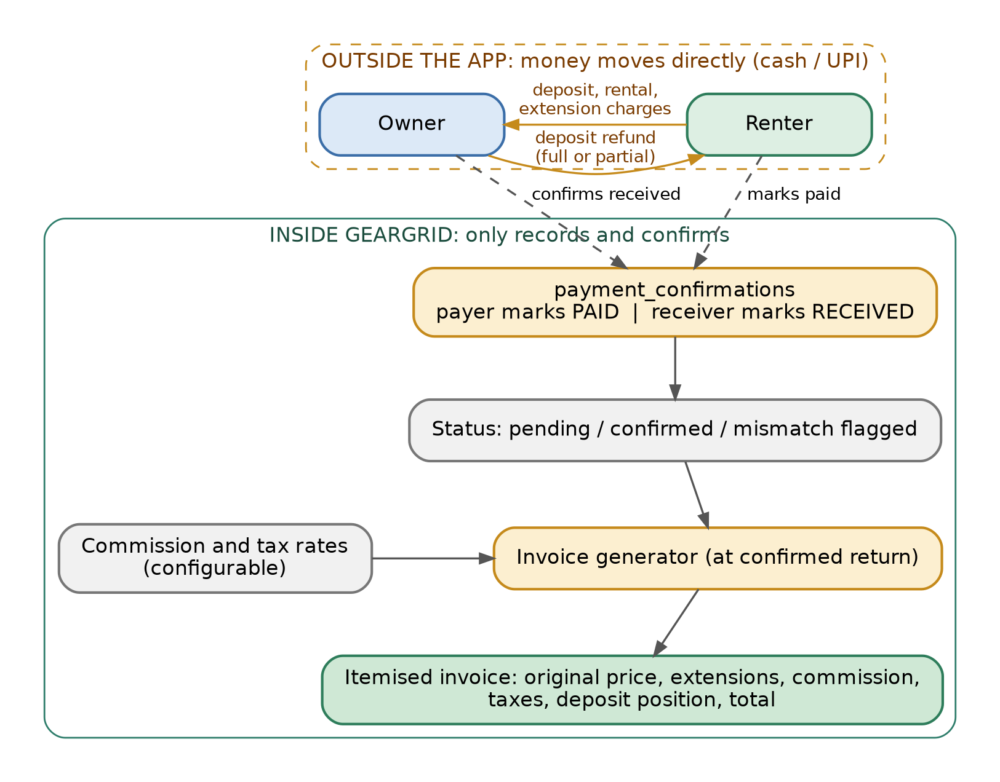 OUTSIDE THE APP: money moves directly (cash / UPI)
deposit, rental,
extension charges
Owner
Renter
deposit refund
(full or partial)
confirms received
marks paid
INSIDE GEARGRID: only records and confirms
payment_confirmations
payer marks PAID | receiver marks RECEIVED
Status: pending / confirmed / mismatch flagged
Commission and tax rates
(configurable)
Invoice generator (at confirmed return)
Itemised invoice: original price, extensions, commission,
taxes, deposit position, total